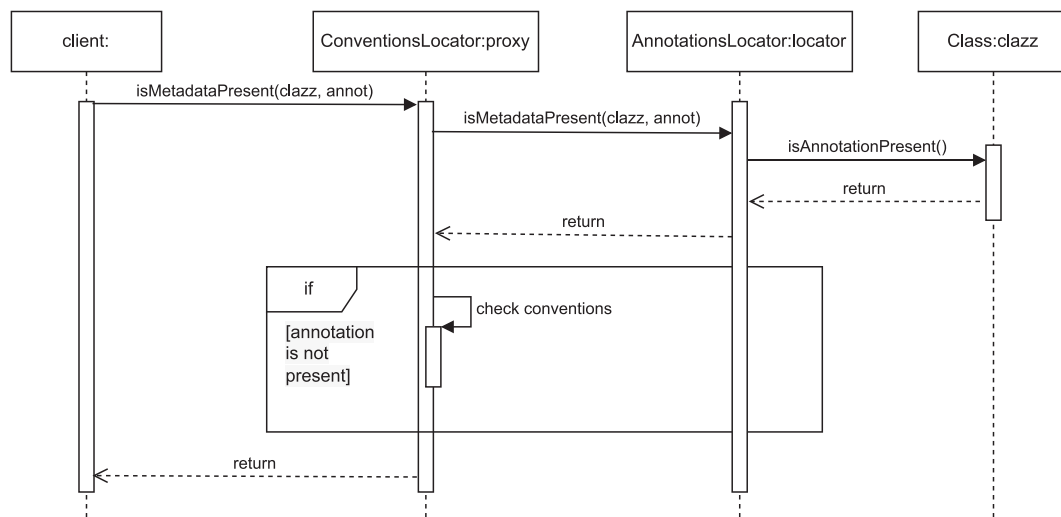 client:
ConventionsLocator:proxy
AnnotationsLocator:locator
Class:clazz
isMetadataPresent(clazz, annot)
isMetadataPresent(clazz, annot)
isAnnotationPresent()
return
return
if
check conventions
[annotation
is not
present]
return